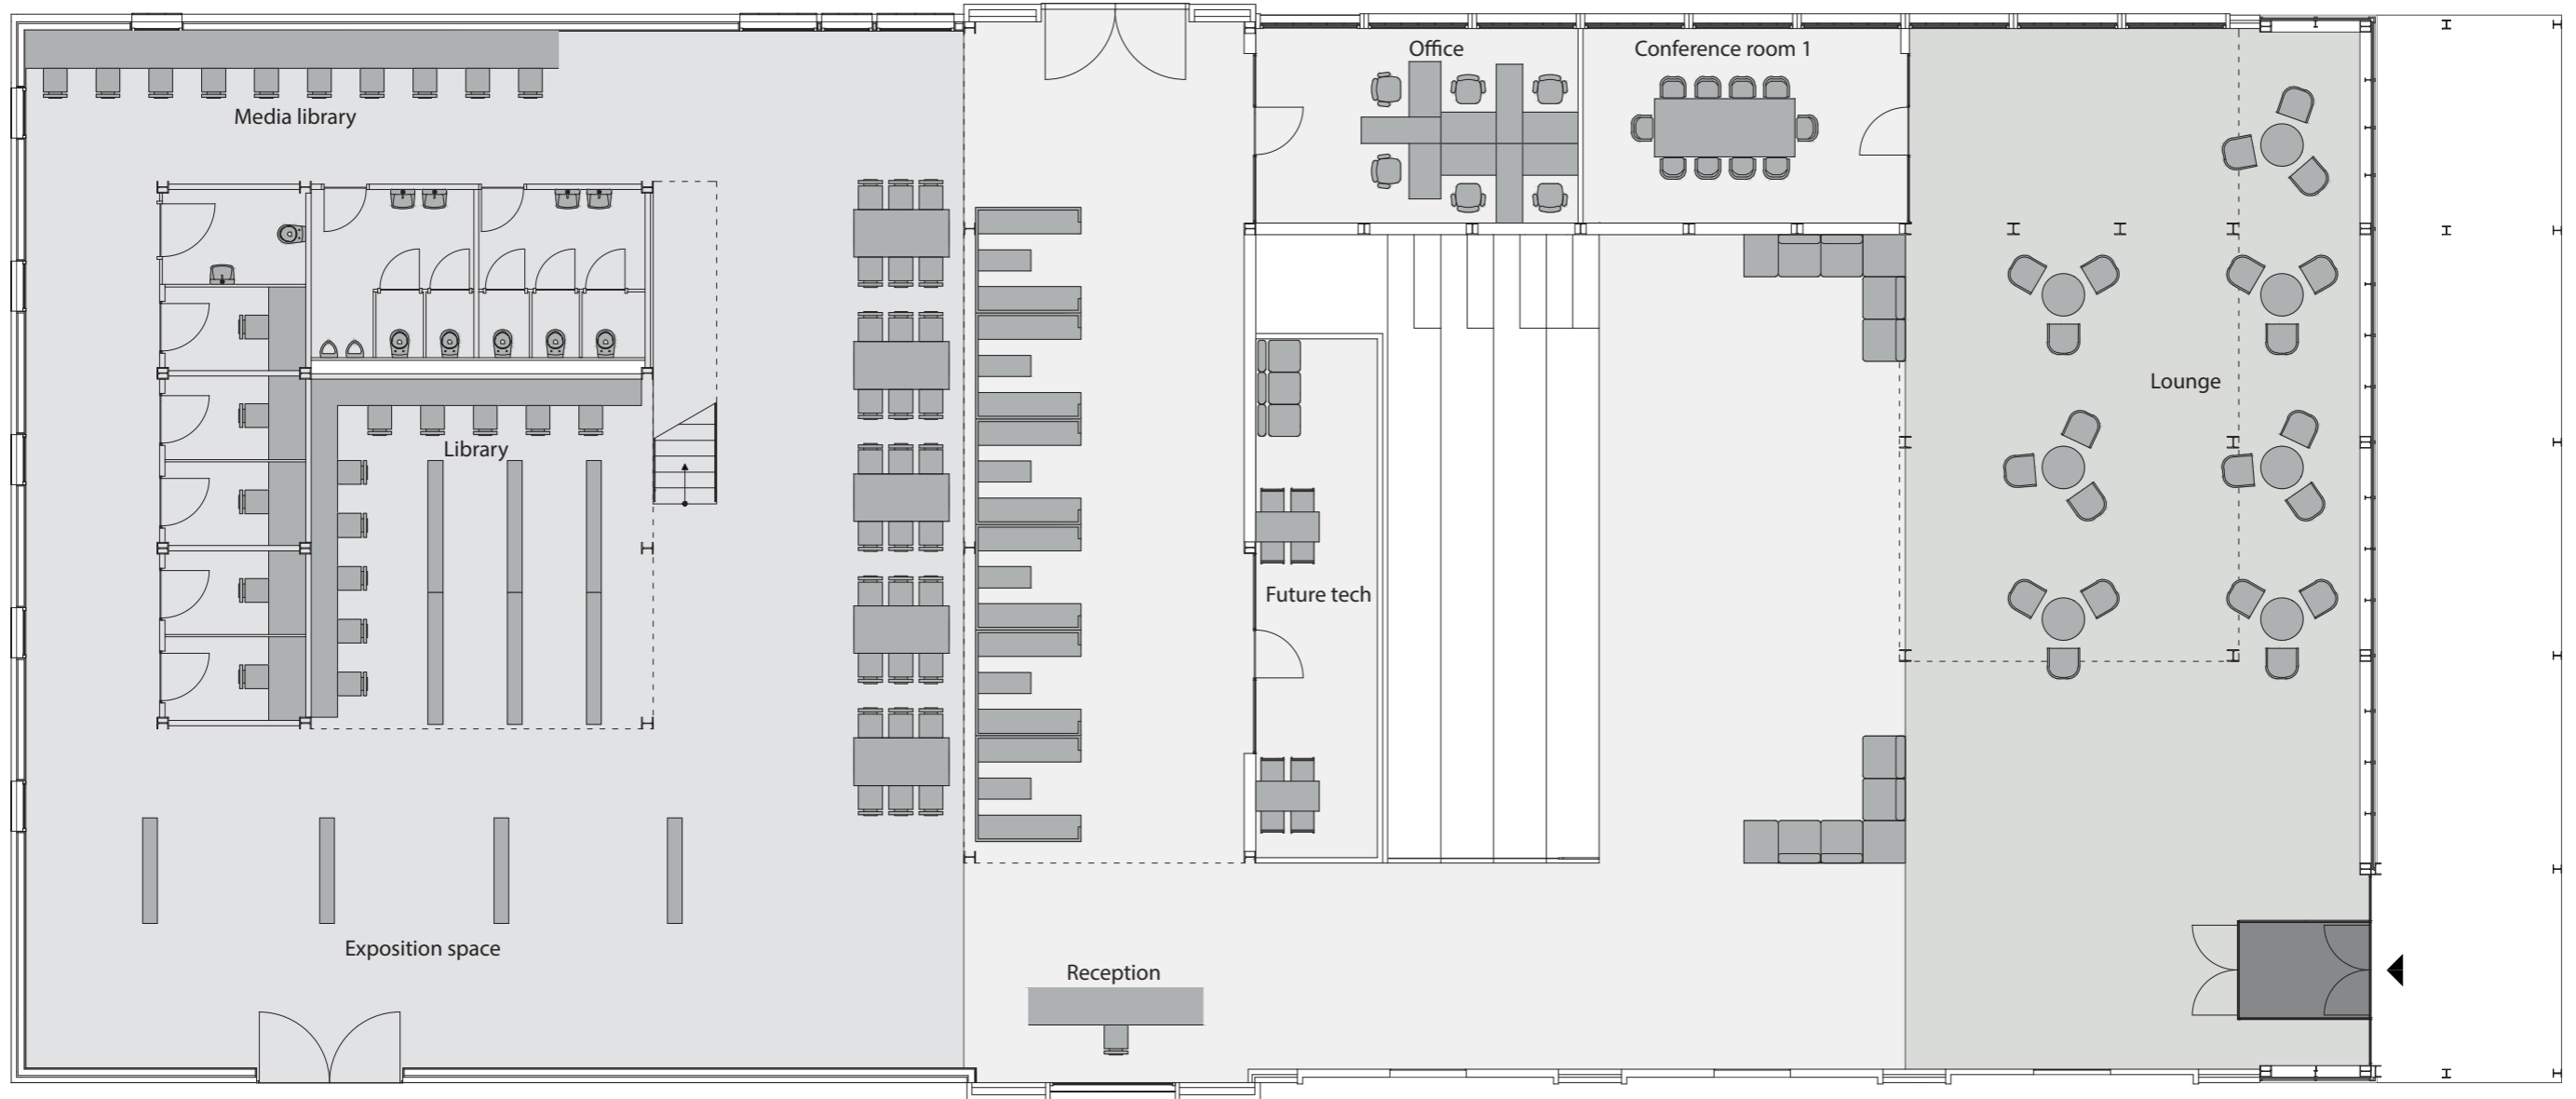 Office
Conference room 1
Media library
Lounge
Library
Future tech
Exposition space
Reception